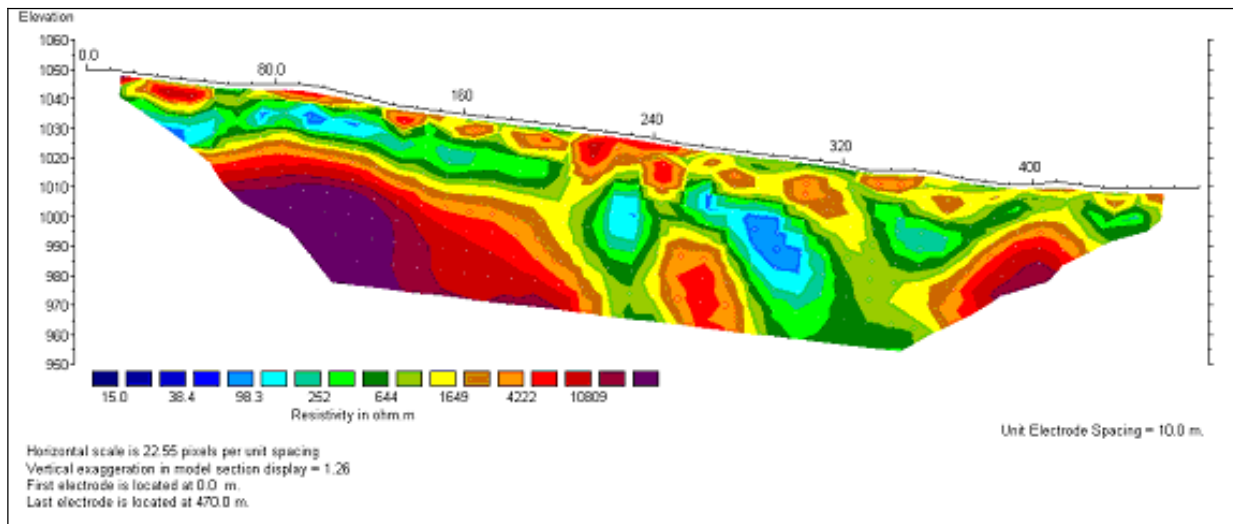 Elevation
1060
1050
1040
1030
1020
1010
1000
990
980
970
960
950
0.0
80.0
160
240
320
400
15.0 38.4 98.3 252 644 1649 4222 10809
Resistivity in ohm.m
Unit Electrode Spacing = 10.0 m.
Horizontal scale is 22.55 pixels per unit spacing
Vertical exaggeration in model section display = 1.26
First electrode is located at 0.0 m.
Last electrode is located at 470.0 m.